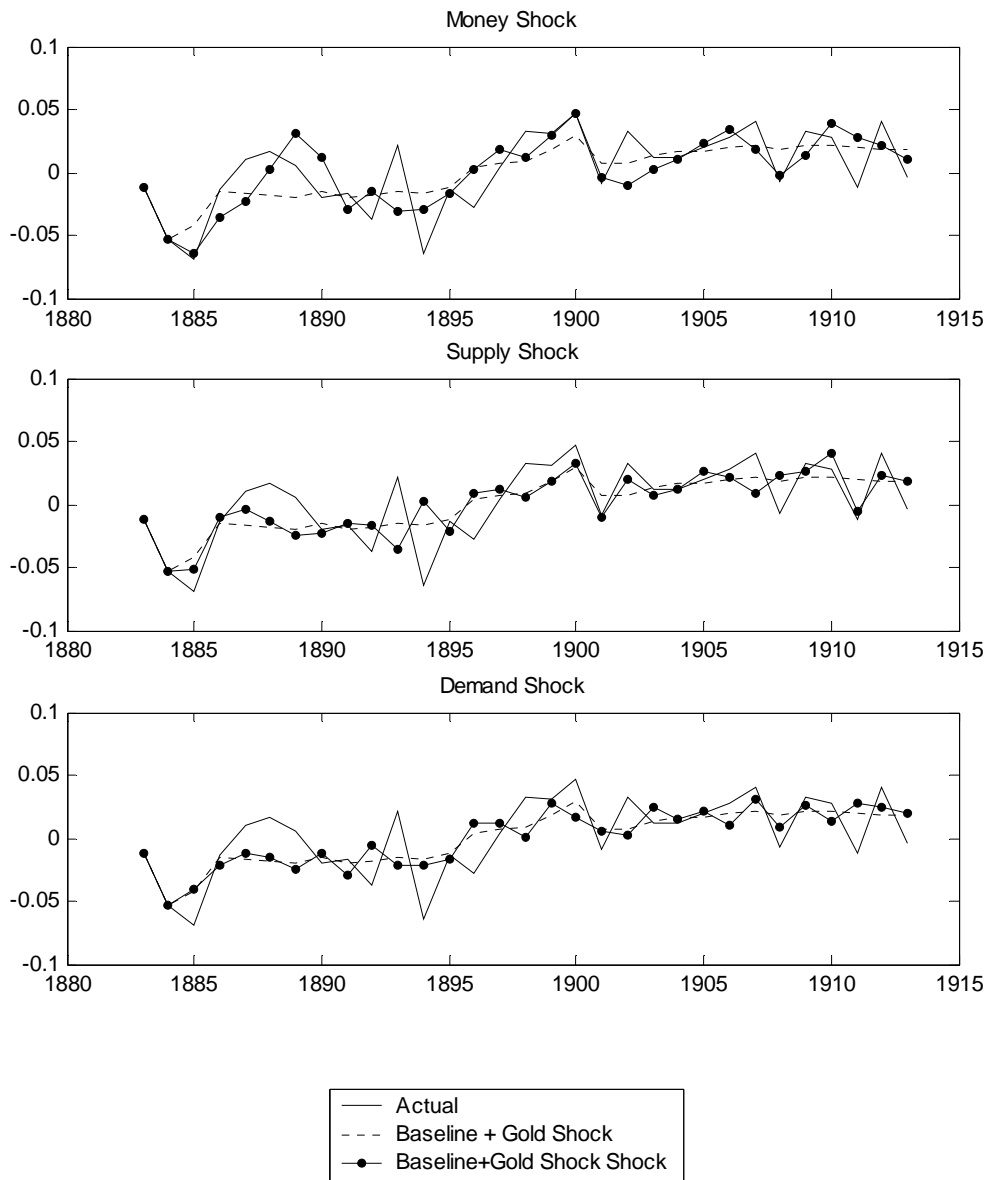 Money Shock
0.1
0.05
0
-0.05
-0.1
1880 1885 1890 1895 1900 1905 1910 1915
Supply Shock
0.1
0.05
0
-0.05
-0.1
1880 1885 1890 1895 1900 1905 1910 1915
Demand Shock
0.1
0.05
0
-0.05
-0.1
1880 1885 1890 1895 1900 1905 1910 1915
Actual
Baseline + Gold Shock
Baseline+Gold Shock Shock